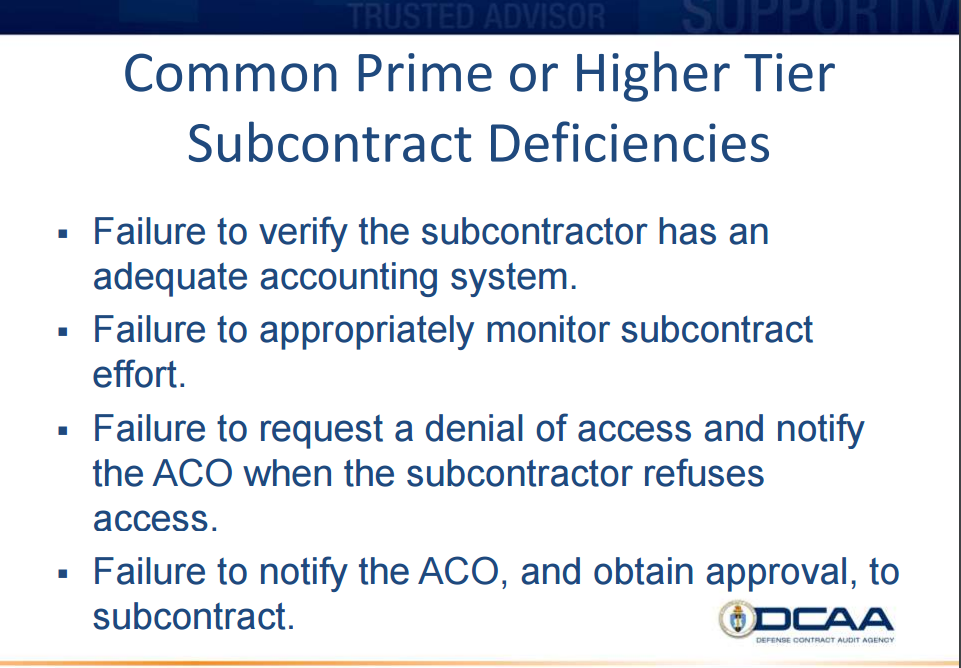 TRUSTED ADVISOR
SUPPORTIV
Common Prime or Higher Tier
Subcontract Deficiencies
▪ Failure to verify the subcontractor has an
adequate accounting system.
▪ Failure to appropriately monitor subcontract
effort.
▪ Failure to request a denial of access and notify
the ACO when the subcontractor refuses
access.
▪ Failure to notify the ACO, and obtain approval, to
subcontract.
DCAA
DEFENSE CONTRACT AUDIT AGENCY